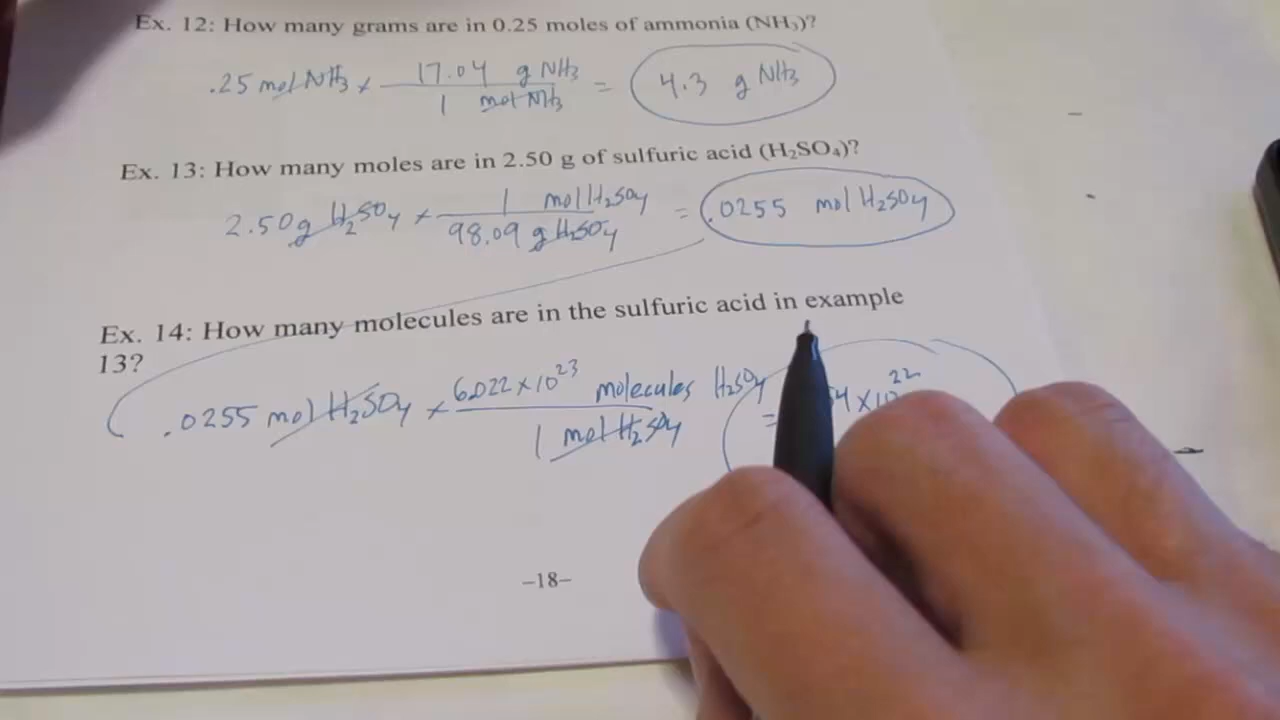 Ex. 12: How many grams are in 0.25 moles of ammonia (NH₃)?
.25 mol NH₃ × 17.04 g NH₃ / 1 mol NH₃ = 4.3 g NH₃
Ex. 13: How many moles are in 2.50 g of sulfuric acid (H₂SO₄)?
2.50 g H₂SO₄ × 1 mol H₂SO₄ / 98.09 g H₂SO₄ = .0255 mol H₂SO₄
Ex. 14: How many molecules are in the sulfuric acid in example
13?
.0255 mol H₂SO₄ × 6.022 × 10²³ molecules H₂SO₄ / 1 mol H₂SO₄ = 4 × 10²²
–18–